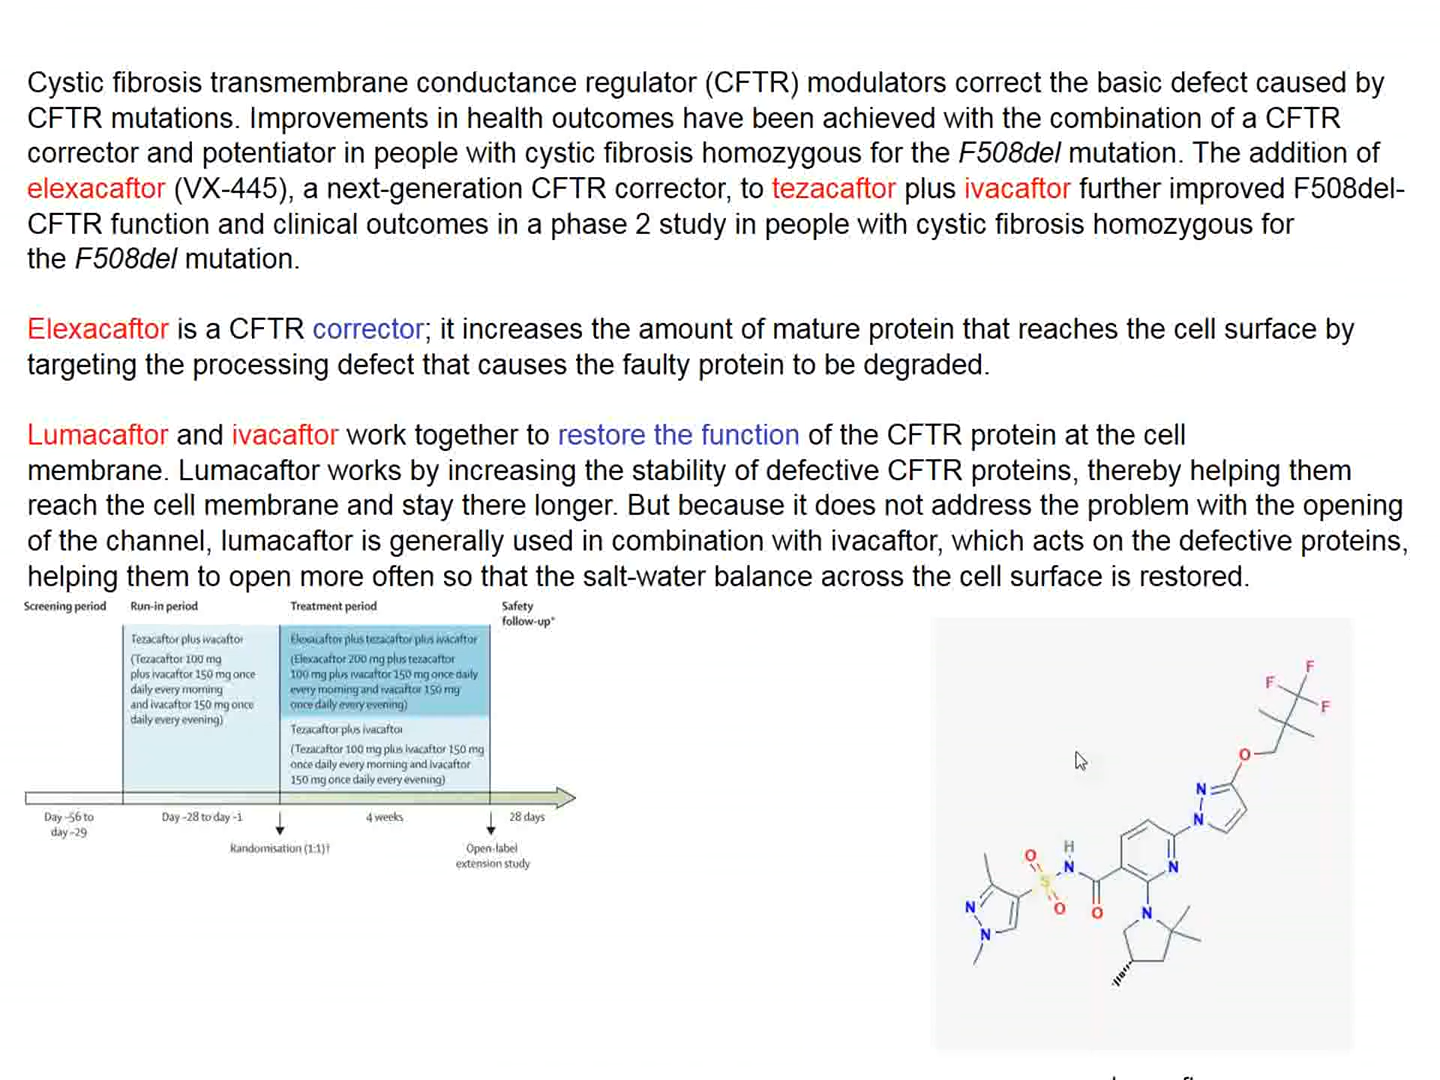 Cystic fibrosis transmembrane conductance regulator (CFTR) modulators correct the basic defect caused by
CFTR mutations. Improvements in health outcomes have been achieved with the combination of a CFTR
corrector and potentiator in people with cystic fibrosis homozygous for the F508del mutation. The addition of
elexacaftor (VX-445), a next-generation CFTR corrector, to tezacaftor plus ivacaftor further improved F508del-
CFTR function and clinical outcomes in a phase 2 study in people with cystic fibrosis homozygous for
the F508del mutation.
Elexacaftor is a CFTR corrector; it increases the amount of mature protein that reaches the cell surface by
targeting the processing defect that causes the faulty protein to be degraded.
Lumacaftor and ivacaftor work together to restore the function of the CFTR protein at the cell
membrane. Lumacaftor works by increasing the stability of defective CFTR proteins, thereby helping them
reach the cell membrane and stay there longer. But because it does not address the problem with the opening
of the channel, lumacaftor is generally used in combination with ivacaftor, which acts on the defective proteins,
helping them to open more often so that the salt-water balance across the cell surface is restored.
Screening period
Run-in period
Treatment period
Safety
follow-up*
Tezacaftor plus ivacaftor
(Tezacaftor 100 mg
plus ivacaftor 150 mg once
daily every morning
and ivacaftor 150 mg once
daily every evening)
Elexacaftor plus tezacaftor plus ivacaftor
(Elexacaftor 200 mg plus tezacaftor
100 mg plus ivacaftor 150 mg once daily
every morning and ivacaftor 150 mg
once daily every evening)
Tezacaftor plus ivacaftor
(Tezacaftor 100 mg plus ivacaftor 150 mg
once daily every morning and ivacaftor
150 mg once daily every evening)
Day -56 to
day -29
Day -28 to day -1
4 weeks
28 days
Randomisation (1:1)†
Open-label
extension study
F
F
F
O
N
N
N
H
N
O
S
O
O
N
N
N